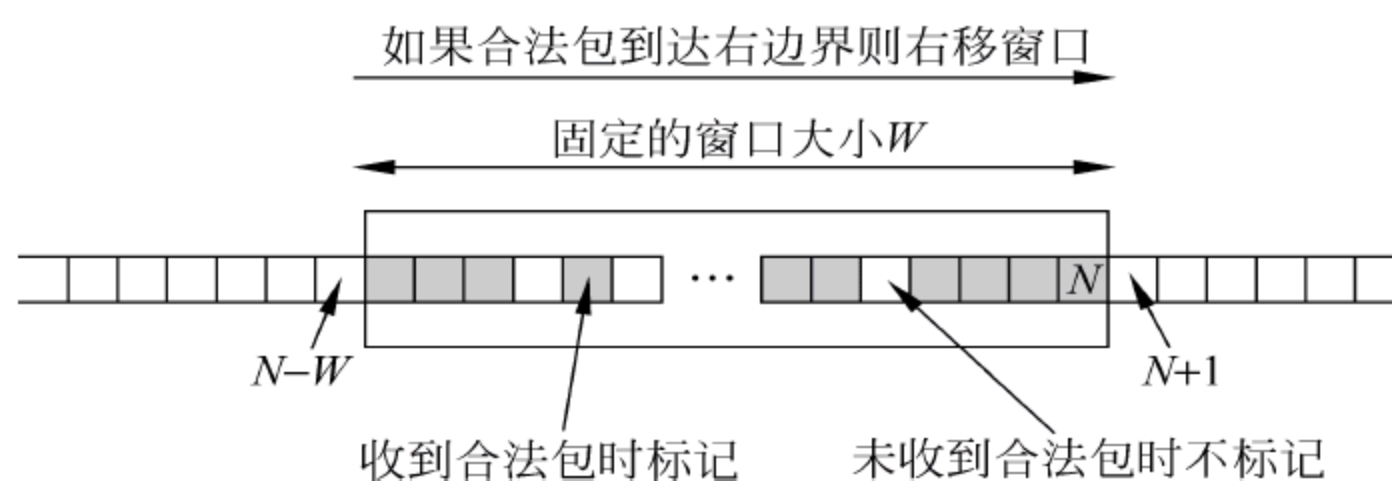 如果合法包到达右边界则右移窗口
固定的窗口大小W
… N
N−W
N+1
收到合法包时标记
未收到合法包时不标记